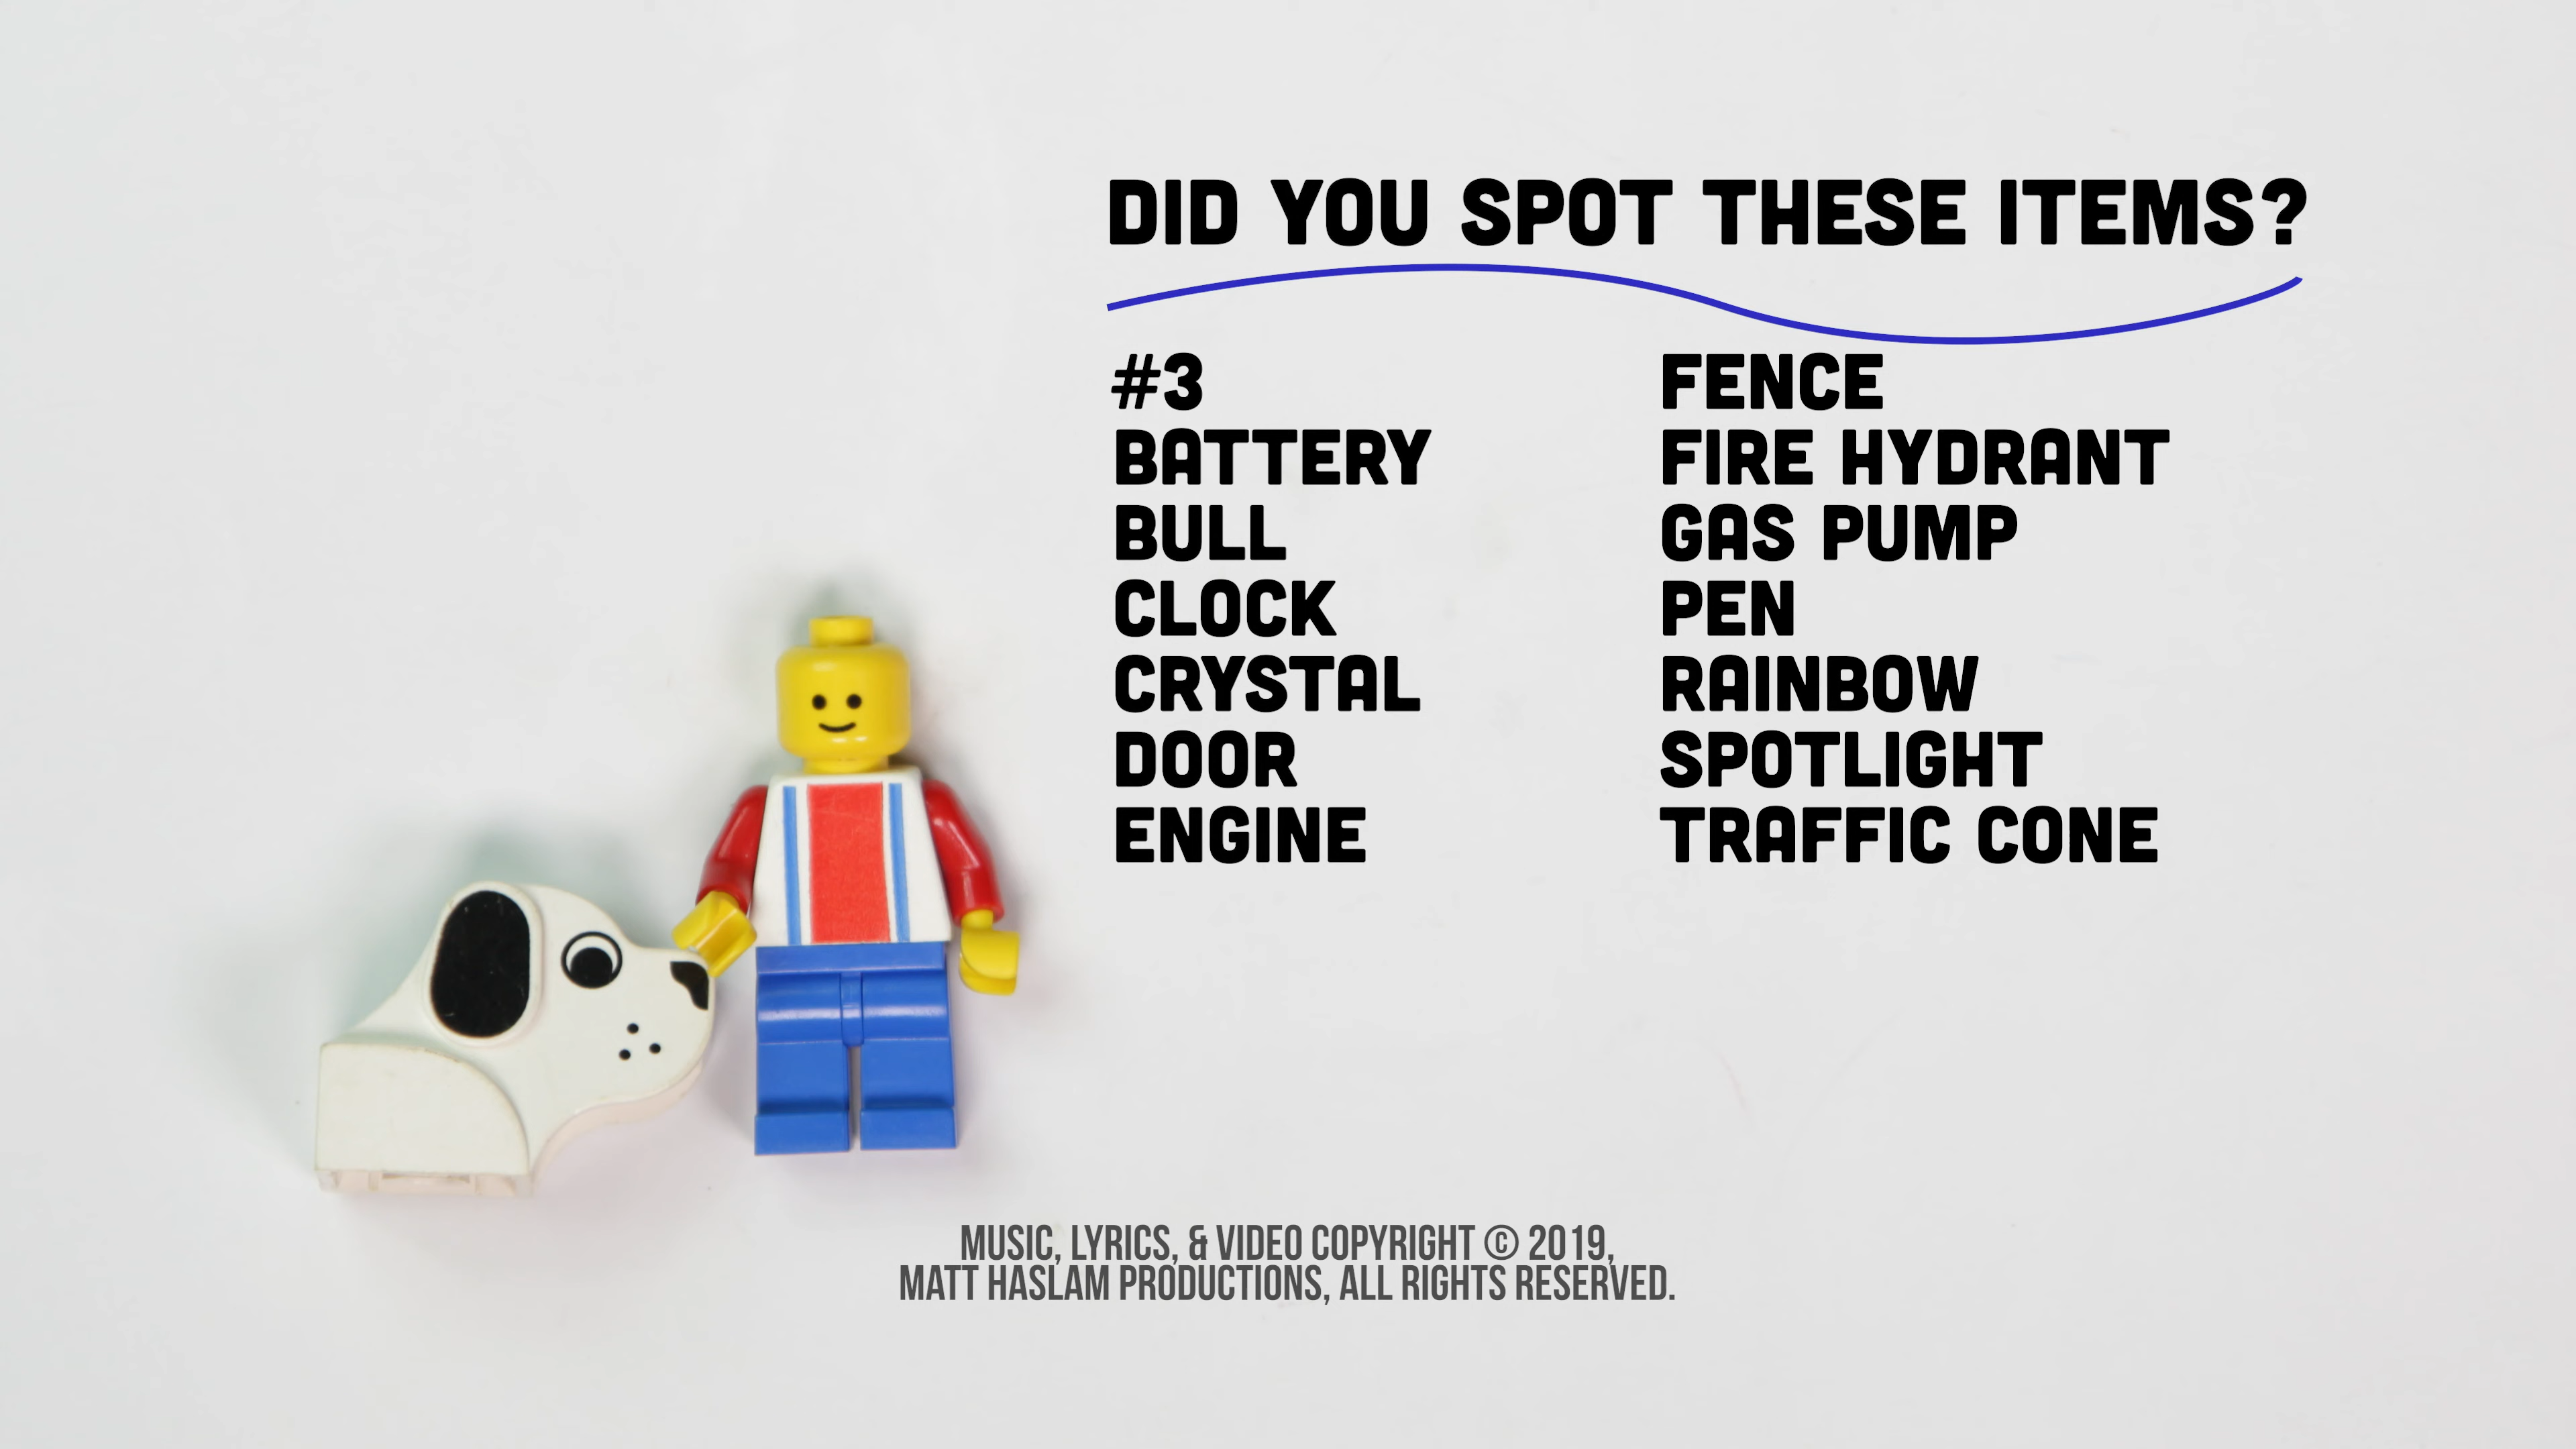 DID YOU SPOT THESE ITEMS?
#3
BATTERY
BULL
CLOCK
CRYSTAL
DOOR
ENGINE
FENCE
FIRE HYDRANT
GAS PUMP
PEN
RAINBOW
SPOTLIGHT
TRAFFIC CONE
MUSIC, LYRICS, & VIDEO COPYRIGHT © 2019,
MATT HASLAM PRODUCTIONS, ALL RIGHTS RESERVED.